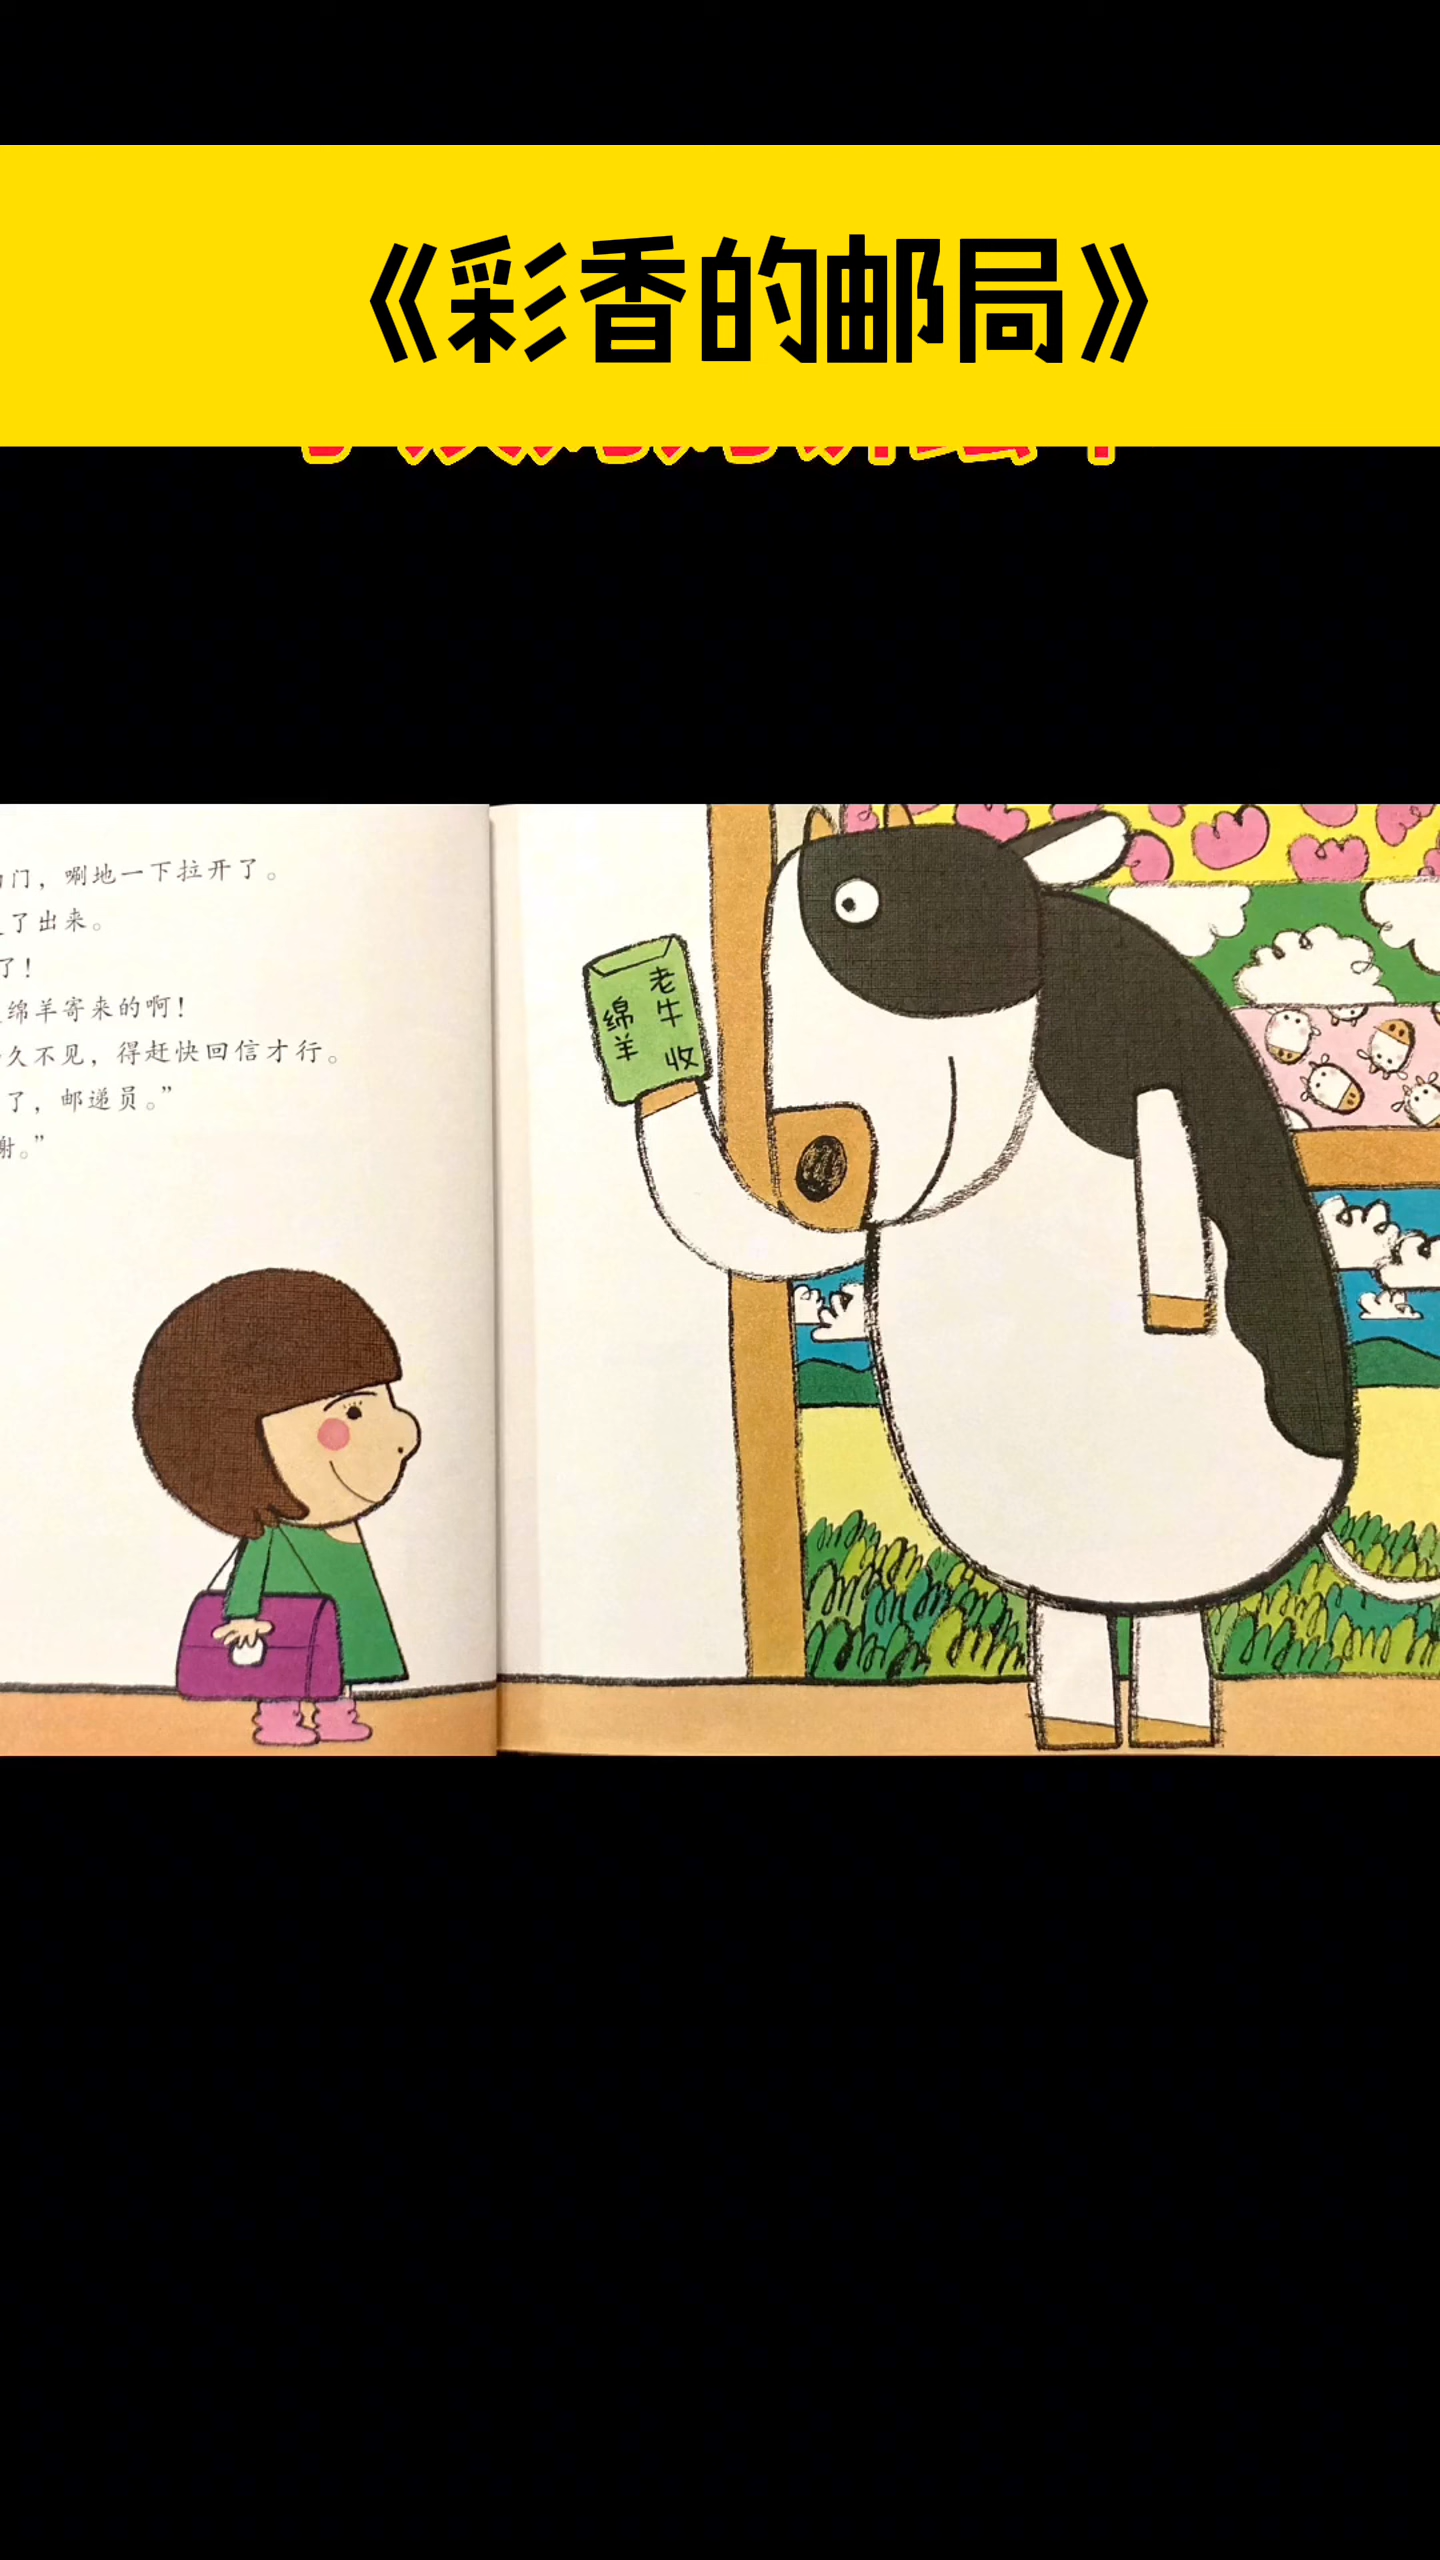 《彩香的邮局》
门，唰地一下拉开了。
了出来。
了！
绵羊寄来的啊！
久不见，得赶快回信才行。
了，邮递员。”
谢。”
老牛收
绵羊